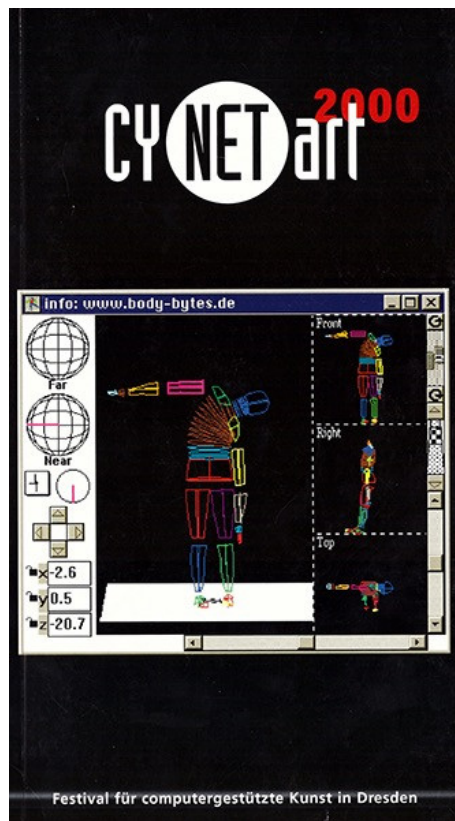 CYNETart
2000
info: www.body-bytes.de
Far
Near
x-2.6
y0.5
z-20.7
Front
Right
Top
Festival für computergestützte Kunst in Dresden